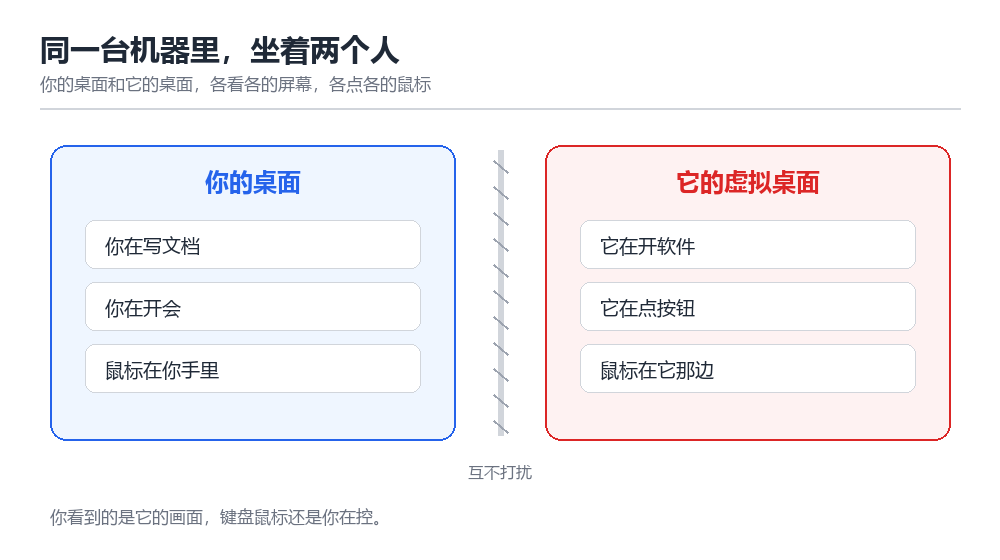 同一台机器里，坐着两个人
你的桌面和它的桌面，各看各的屏幕，各点各的鼠标
你的桌面
你在写文档
你在开会
鼠标在你手里
它的虚拟桌面
它在开软件
它在点按钮
鼠标在它那边
互不打扰
你看到的是它的画面，键盘鼠标还是你在控。